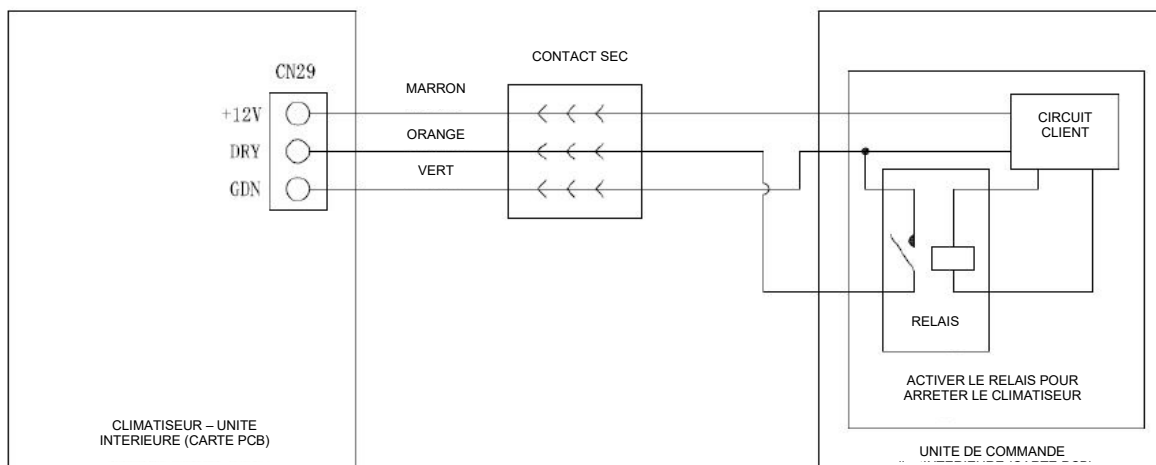 CN29
+12V
DRY
GDN
MARRON
ORANGE
VERT
CONTACT SEC
CIRCUIT
CLIENT
RELAIS
ACTIVER LE RELAIS POUR
ARRETER LE CLIMATISEUR
CLIMATISEUR – UNITE
INTERIEURE (CARTE PCB)
UNITE DE COMMANDE